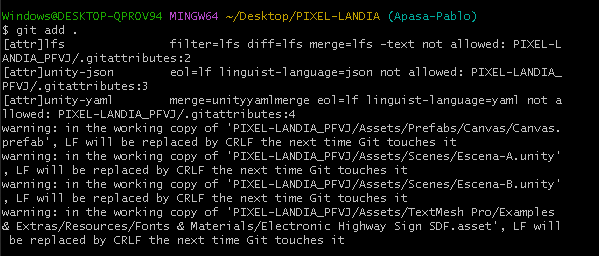 Windows@DESKTOP-QPROV94 MINGW64 ~/Desktop/PIXEL-LANDIA (Apasa-Pablo)
$ git add .
[attr]lfs               filter=lfs diff=lfs merge=lfs -text not allowed: PIXEL-L
ANDIA_PFVJ/.gitattributes:2
[attr]unity-json        eol=lf linguist-language=json not allowed: PIXEL-LANDIA_
PFVJ/.gitattributes:3
[attr]unity-yaml        merge=unityyamlmerge eol=lf linguist-language=yaml not a
llowed: PIXEL-LANDIA_PFVJ/.gitattributes:4
warning: in the working copy of 'PIXEL-LANDIA_PFVJ/Assets/Prefabs/Canvas/Canvas.
prefab', LF will be replaced by CRLF the next time Git touches it
warning: in the working copy of 'PIXEL-LANDIA_PFVJ/Assets/Scenes/Escena-A.unity'
, LF will be replaced by CRLF the next time Git touches it
warning: in the working copy of 'PIXEL-LANDIA_PFVJ/Assets/Scenes/Escena-B.unity'
, LF will be replaced by CRLF the next time Git touches it
warning: in the working copy of 'PIXEL-LANDIA_PFVJ/Assets/TextMesh Pro/Examples
& Extras/Resources/Fonts & Materials/Electronic Highway Sign SDF.asset', LF will
 be replaced by CRLF the next time Git touches it